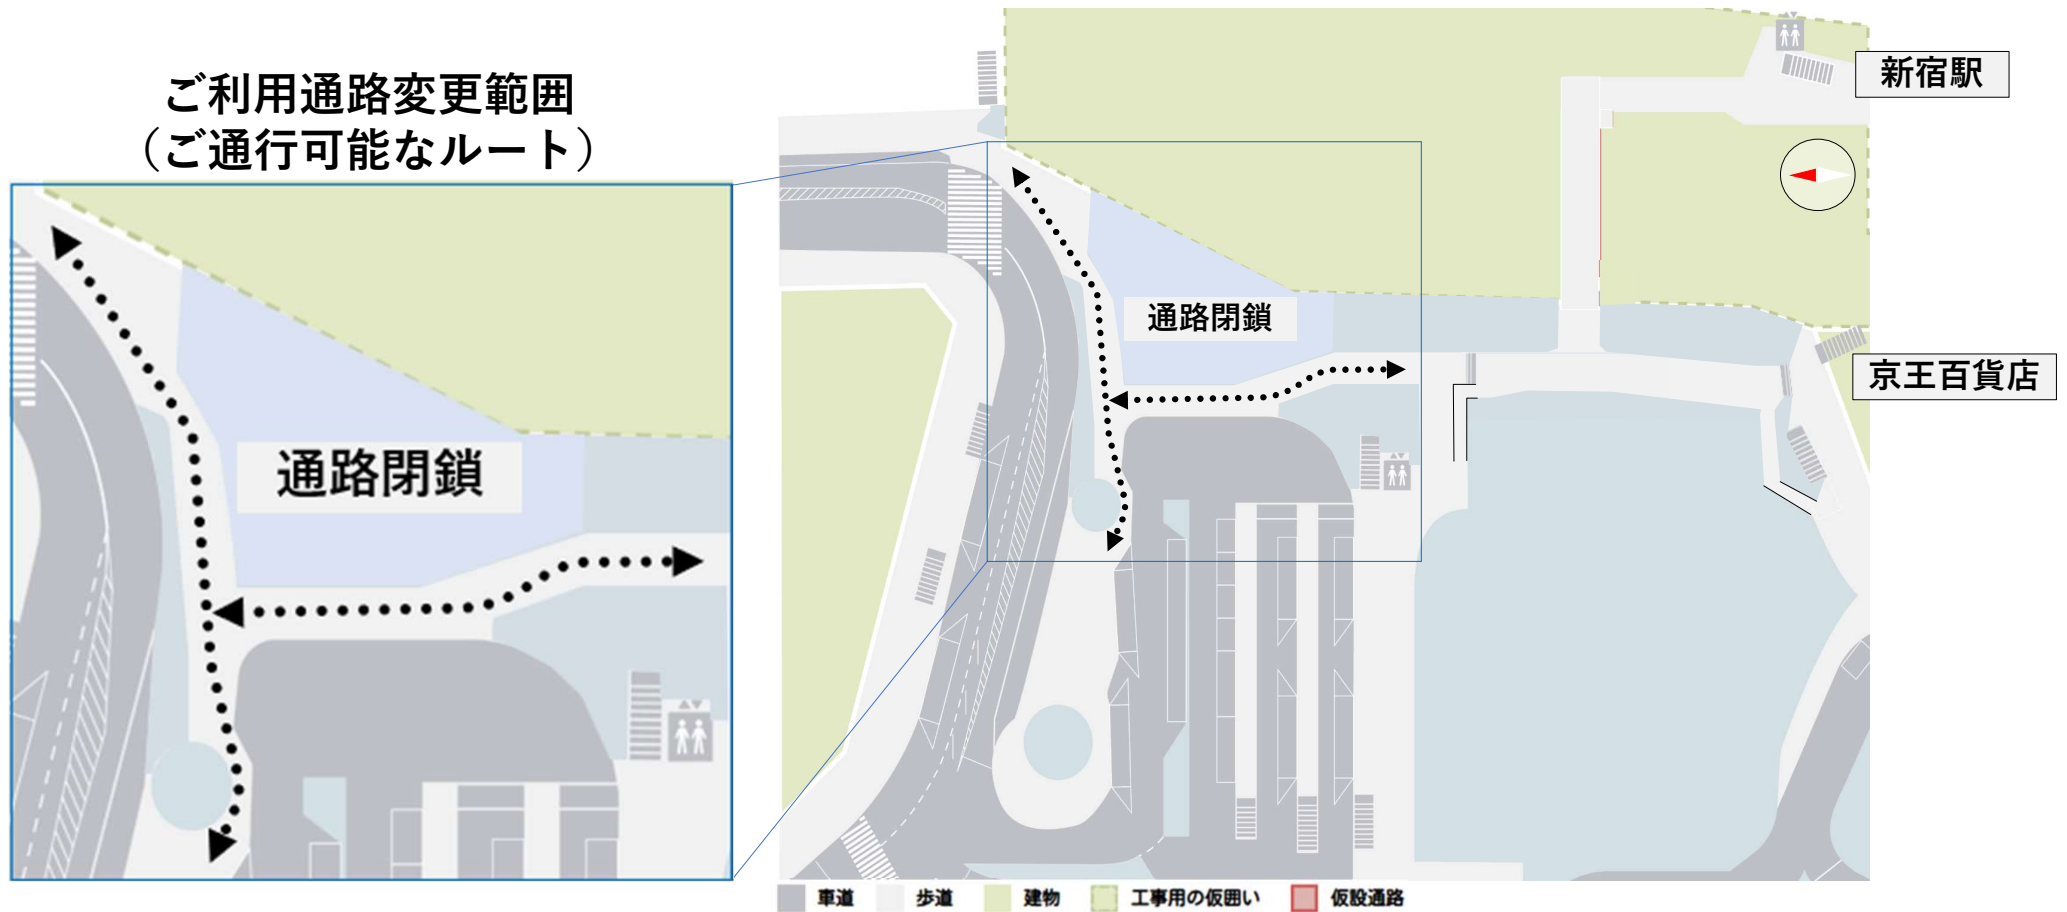 ご利用通路変更範囲
（ご通行可能なルート）
通路閉鎖
通路閉鎖
新宿駅
京王百貨店
車道
歩道
建物
工事用の仮囲い
仮設通路